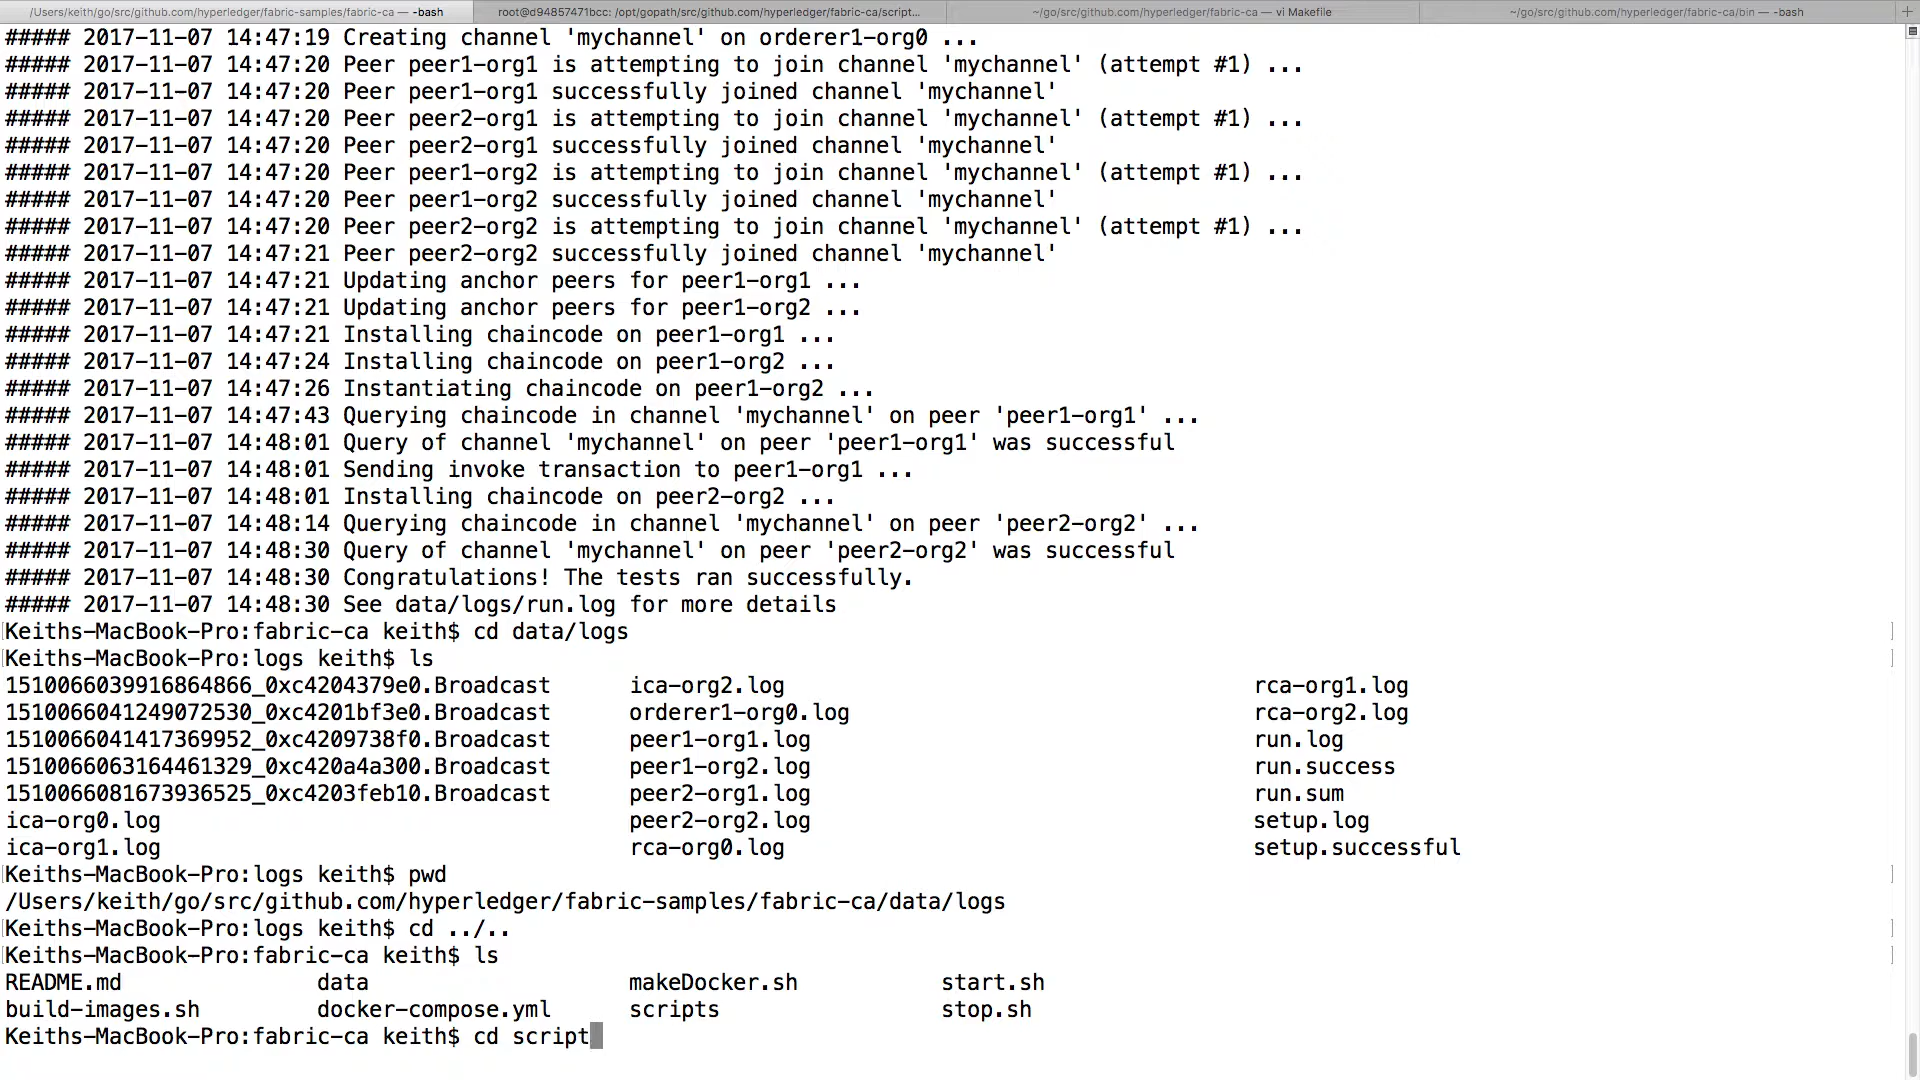 /Users/keith/go/src/github.com/hyperledger/fabric-samples/fabric-ca — -bash
root@d94857471bcc: /opt/gopath/src/github.com/hyperledger/fabric-ca/script...
~/go/src/github.com/hyperledger/fabric-ca — vi Makefile
~/go/src/github.com/hyperledger/fabric-ca/bin — -bash
##### 2017-11-07 14:47:19 Creating channel 'mychannel' on orderer1-org0 ...
##### 2017-11-07 14:47:20 Peer peer1-org1 is attempting to join channel 'mychannel' (attempt #1) ...
##### 2017-11-07 14:47:20 Peer peer1-org1 successfully joined channel 'mychannel'
##### 2017-11-07 14:47:20 Peer peer2-org1 is attempting to join channel 'mychannel' (attempt #1) ...
##### 2017-11-07 14:47:20 Peer peer2-org1 successfully joined channel 'mychannel'
##### 2017-11-07 14:47:20 Peer peer1-org2 is attempting to join channel 'mychannel' (attempt #1) ...
##### 2017-11-07 14:47:20 Peer peer1-org2 successfully joined channel 'mychannel'
##### 2017-11-07 14:47:20 Peer peer2-org2 is attempting to join channel 'mychannel' (attempt #1) ...
##### 2017-11-07 14:47:21 Peer peer2-org2 successfully joined channel 'mychannel'
##### 2017-11-07 14:47:21 Updating anchor peers for peer1-org1 ...
##### 2017-11-07 14:47:21 Updating anchor peers for peer1-org2 ...
##### 2017-11-07 14:47:21 Installing chaincode on peer1-org1 ...
##### 2017-11-07 14:47:24 Installing chaincode on peer1-org2 ...
##### 2017-11-07 14:47:26 Instantiating chaincode on peer1-org2 ...
##### 2017-11-07 14:47:43 Querying chaincode in channel 'mychannel' on peer 'peer1-org1' ...
##### 2017-11-07 14:48:01 Query of channel 'mychannel' on peer 'peer1-org1' was successful
##### 2017-11-07 14:48:01 Sending invoke transaction to peer1-org1 ...
##### 2017-11-07 14:48:01 Installing chaincode on peer2-org2 ...
##### 2017-11-07 14:48:14 Querying chaincode in channel 'mychannel' on peer 'peer2-org2' ...
##### 2017-11-07 14:48:30 Query of channel 'mychannel' on peer 'peer2-org2' was successful
##### 2017-11-07 14:48:30 Congratulations! The tests ran successfully.
##### 2017-11-07 14:48:30 See data/logs/run.log for more details
[Keiths-MacBook-Pro:fabric-ca keith$ cd data/logs ]
[Keiths-MacBook-Pro:logs keith$ ls ]
1510066039916864866_0xc4204379e0.Broadcast ica-org2.log rca-org1.log
1510066041249072530_0xc4201bf3e0.Broadcast orderer1-org0.log rca-org2.log
1510066041417369952_0xc4209738f0.Broadcast peer1-org1.log run.log
1510066063164461329_0xc420a4a300.Broadcast peer1-org2.log run.success
1510066081673936525_0xc4203feb10.Broadcast peer2-org1.log run.sum
ica-org0.log peer2-org2.log setup.log
ica-org1.log rca-org0.log setup.successful
[Keiths-MacBook-Pro:logs keith$ pwd ]
/Users/keith/go/src/github.com/hyperledger/fabric-samples/fabric-ca/data/logs
[Keiths-MacBook-Pro:logs keith$ cd ../.. ]
[Keiths-MacBook-Pro:fabric-ca keith$ ls ]
README.md data makeDocker.sh start.sh
build-images.sh docker-compose.yml scripts stop.sh
Keiths-MacBook-Pro:fabric-ca keith$ cd script